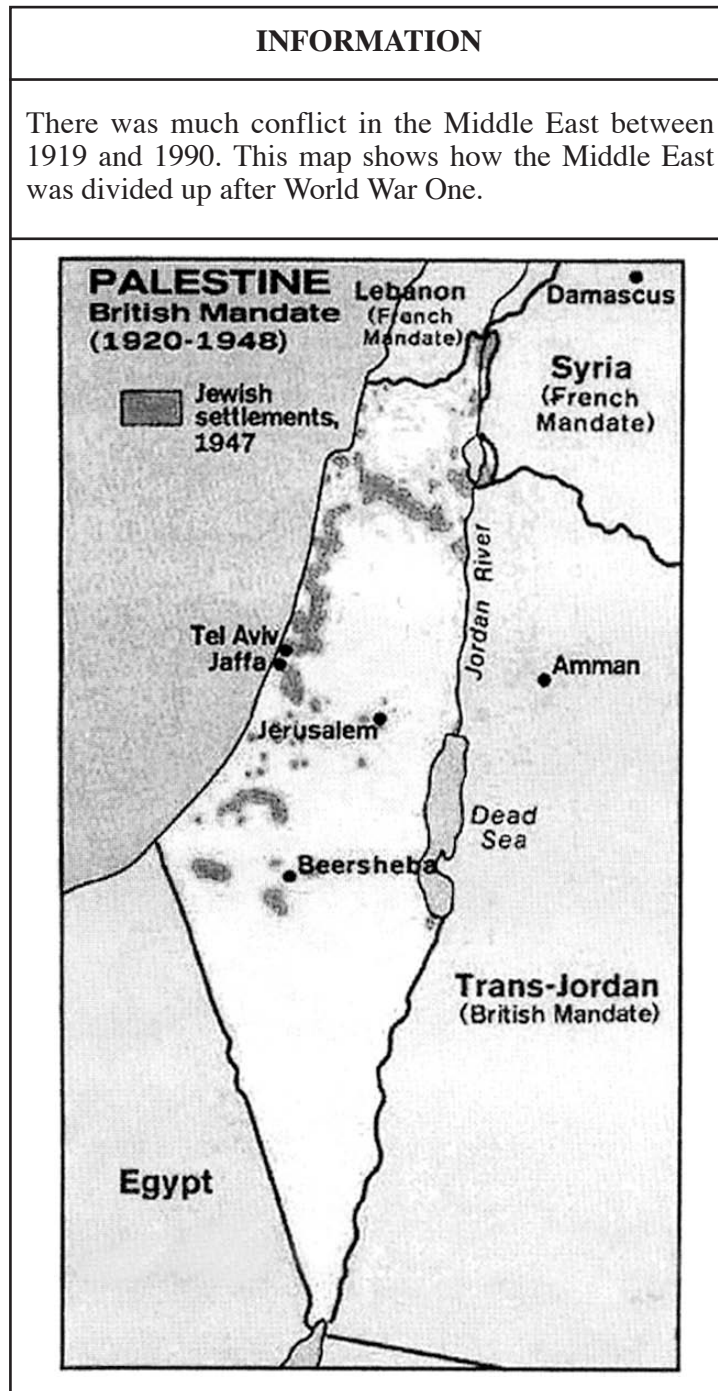 INFORMATION
There was much conflict in the Middle East between
1919 and 1990. This map shows how the Middle East
was divided up after World War One.
PALESTINE
British Mandate
(1920-1948)
Jewish
settlements,
1947
Lebanon
(French
Mandate)
Damascus
Syria
(French
Mandate)
Jordan River
Tel Aviv
Jaffa
Amman
Jerusalem
Dead
Sea
Beersheba
Trans-Jordan
(British Mandate)
Egypt